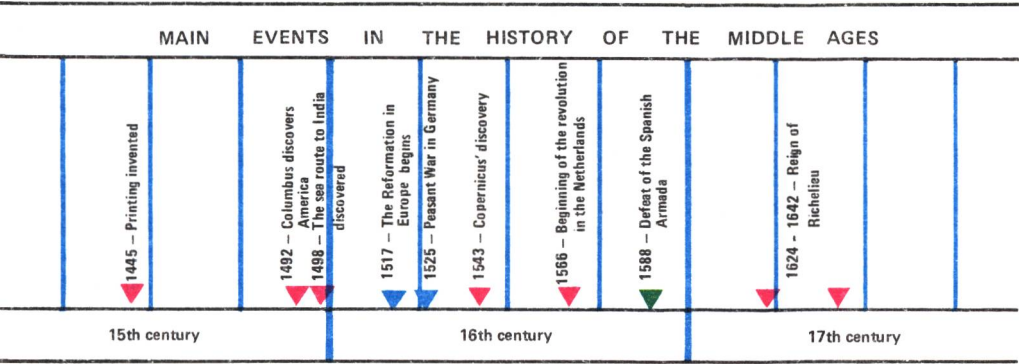 MAIN EVENTS IN THE HISTORY OF THE MIDDLE AGES
1445 – Printing invented
1492 – Columbus discovers
America
1498 – The sea route to India
discovered
1517 – The Reformation in
Europe begins
1525 – Peasant War in Germany
1543 – Copernicus' discovery
1566 – Beginning of the revolution
in the Netherlands
1588 – Defeat of the Spanish
Armada
1624 - 1642 – Reign of
Richelieu
15th century
16th century
17th century